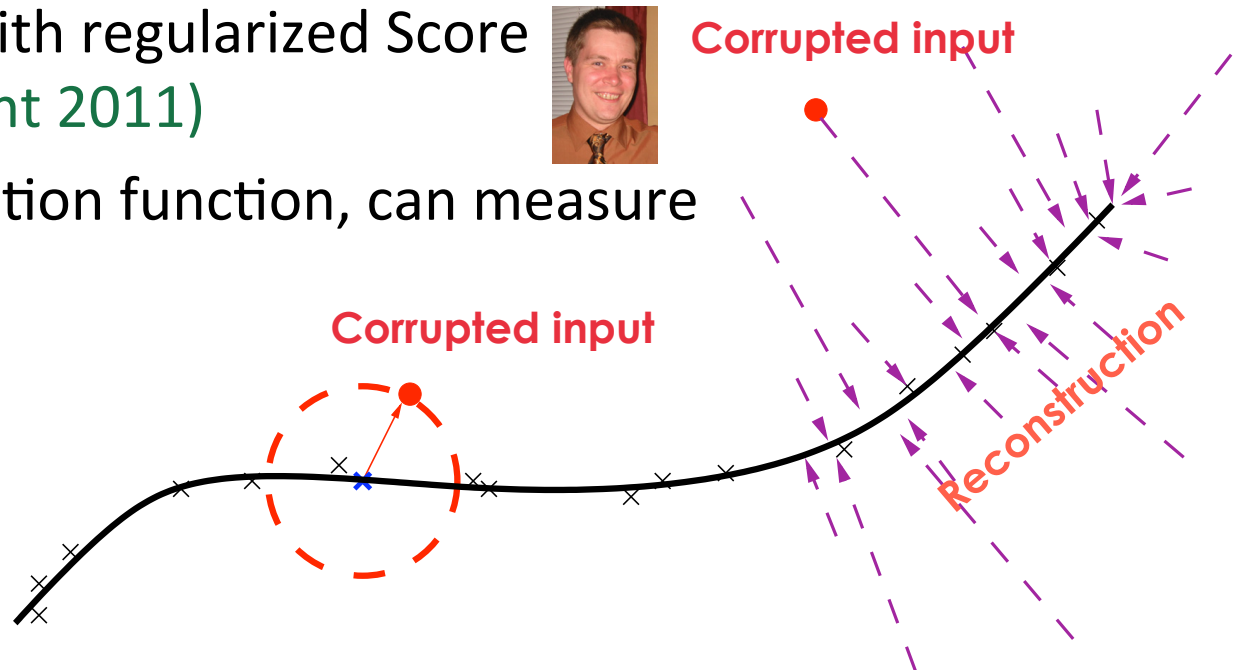 ith regularized Score
nt 2011)
tion function, can measure
Corrupted input
Corrupted input
Reconstruction